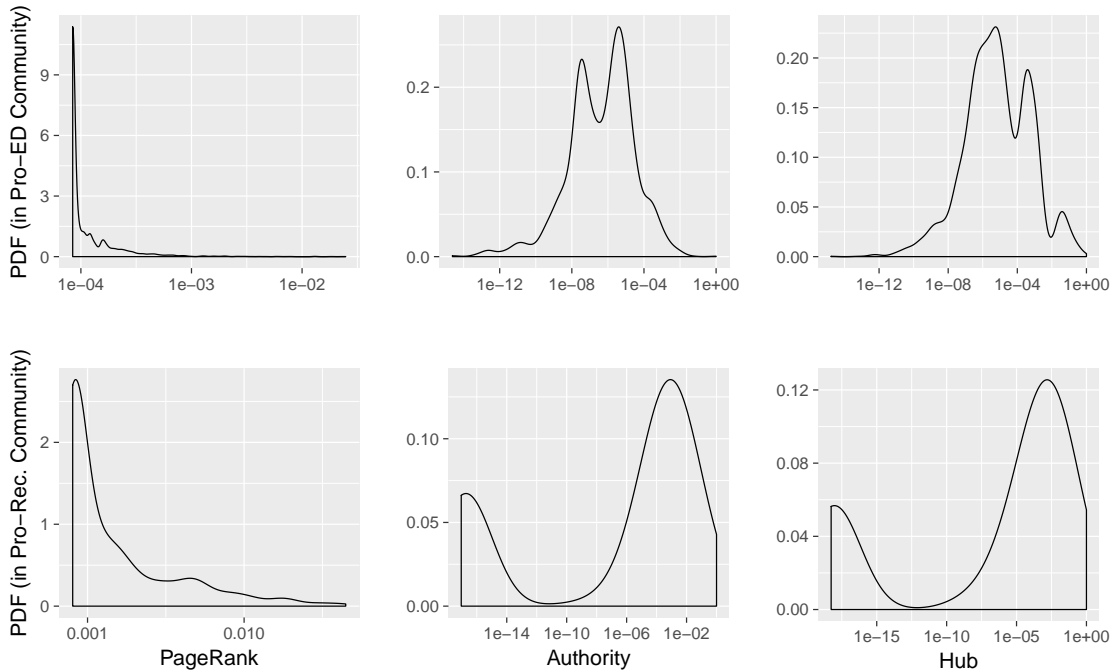 PDF (in Pro−ED Community)
9
6
3
0
1e−04 1e−03 1e−02
0.2
0.1
0.0
1e−12 1e−08 1e−04 1e+00
0.20
0.15
0.10
0.05
0.00
1e−12 1e−08 1e−04 1e+00
PDF (in Pro−Rec. Community)
2
1
0
0.001 0.010
PageRank
0.10
0.05
0.00
1e−14 1e−10 1e−06 1e−02
Authority
0.12
0.08
0.04
0.00
1e−15 1e−10 1e−05 1e+00
Hub